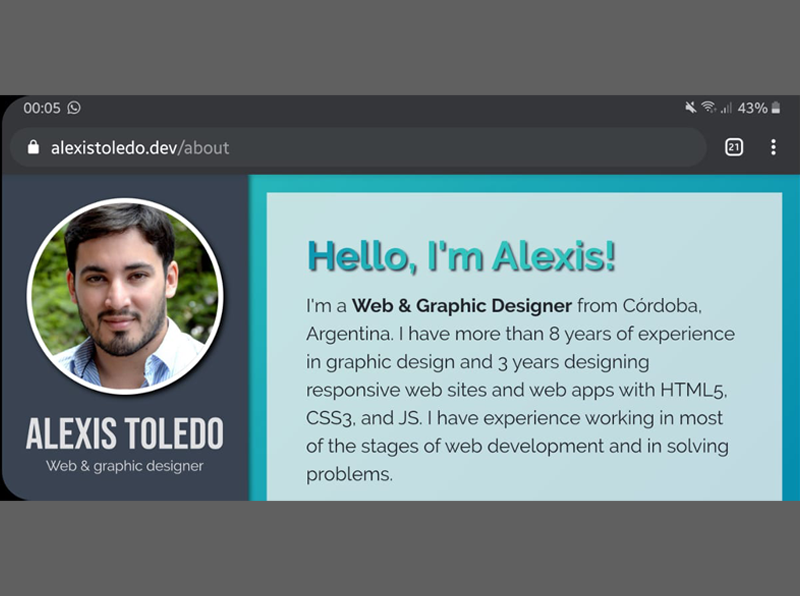 00:05
43%
alexistoledo.dev/about
21
ALEXIS TOLEDO
Web & graphic designer
Hello, I'm Alexis!
I'm a Web & Graphic Designer from Córdoba,
Argentina. I have more than 8 years of experience
in graphic design and 3 years designing
responsive web sites and web apps with HTML5,
CSS3, and JS. I have experience working in most
of the stages of web development and in solving
problems.